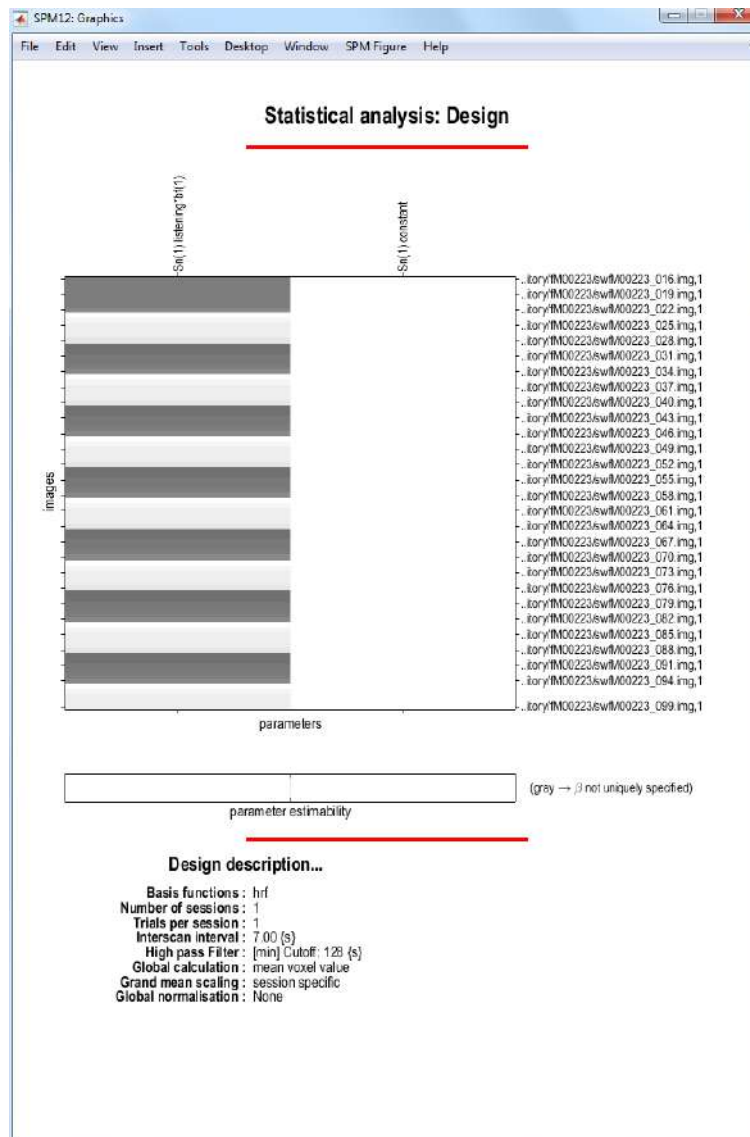 SPM12: Graphics
File Edit View Insert Tools Desktop Window SPM Figure Help
Statistical analysis: Design
Sn(1) listening*bf(1)
Sn(1) constant
images
..itory/fM00223/swfM00223_016.img,1
..itory/fM00223/swfM00223_019.img,1
..itory/fM00223/swfM00223_022.img,1
..itory/fM00223/swfM00223_025.img,1
..itory/fM00223/swfM00223_028.img,1
..itory/fM00223/swfM00223_031.img,1
..itory/fM00223/swfM00223_034.img,1
..itory/fM00223/swfM00223_037.img,1
..itory/fM00223/swfM00223_040.img,1
..itory/fM00223/swfM00223_043.img,1
..itory/fM00223/swfM00223_046.img,1
..itory/fM00223/swfM00223_049.img,1
..itory/fM00223/swfM00223_052.img,1
..itory/fM00223/swfM00223_055.img,1
..itory/fM00223/swfM00223_058.img,1
..itory/fM00223/swfM00223_061.img,1
..itory/fM00223/swfM00223_064.img,1
..itory/fM00223/swfM00223_067.img,1
..itory/fM00223/swfM00223_070.img,1
..itory/fM00223/swfM00223_073.img,1
..itory/fM00223/swfM00223_076.img,1
..itory/fM00223/swfM00223_079.img,1
..itory/fM00223/swfM00223_082.img,1
..itory/fM00223/swfM00223_085.img,1
..itory/fM00223/swfM00223_088.img,1
..itory/fM00223/swfM00223_091.img,1
..itory/fM00223/swfM00223_094.img,1
..itory/fM00223/swfM00223_099.img,1
parameters
(gray → β not uniquely specified)
parameter estimability
Design description...
Basis functions : hrf
Number of sessions : 1
Trials per session : 1
Interscan interval : 7.00 {s}
High pass Filter : [min] Cutoff: 128 {s}
Global calculation : mean voxel value
Grand mean scaling : session specific
Global normalisation : None